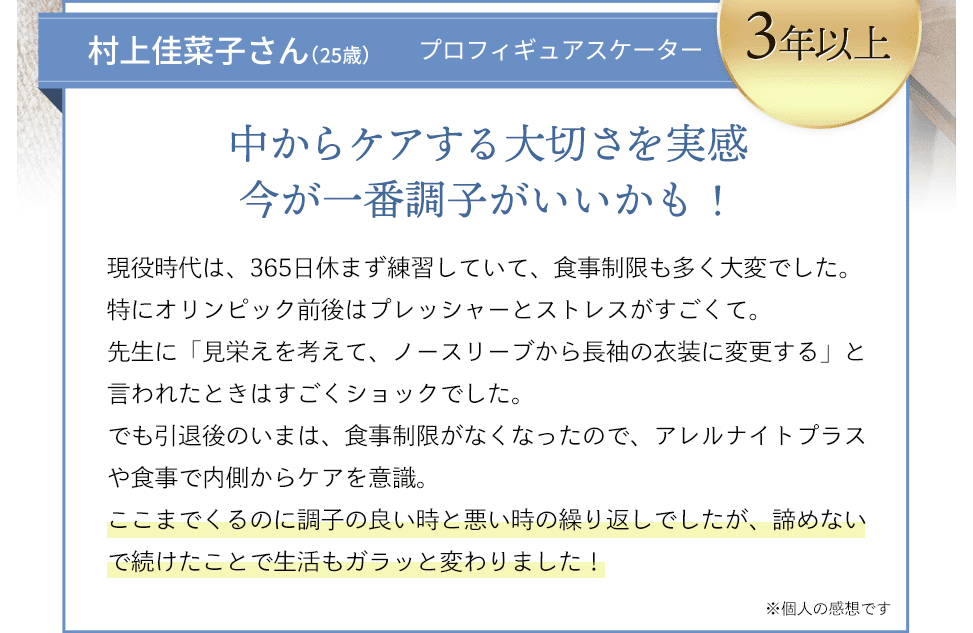 村上佳菜子さん(25歳) プロフィギュアスケーター
3年以上
中からケアする大切さを実感
今が一番調子がいいかも!
現役時代は、365日休まず練習していて、食事制限も多く大変でした。
特にオリンピック前後はプレッシャーとストレスがすごくて。
先生に「見栄えを考えて、ノースリーブから長袖の衣装に変更する」と
言われたときはすごくショックでした。
でも引退後のいまは、食事制限がなくなったので、アレルナイトプラス
や食事で内側からケアを意識。
ここまでくるのに調子の良い時と悪い時の繰り返しでしたが、諦めない
で続けたことで生活もガラッと変わりました!
※個人の感想です